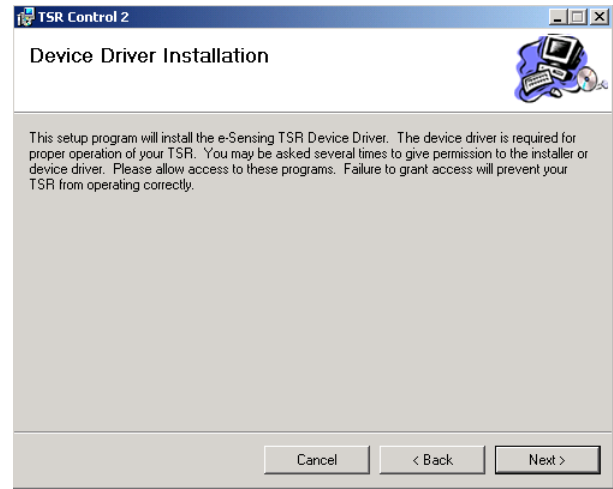 TSR Control 2
Device Driver Installation
This setup program will install the e-Sensing TSR Device Driver.  The device driver is required for
proper operation of your TSR.  You may be asked several times to give permission to the installer or
device driver.  Please allow access to these programs.  Failure to grant access will prevent your
TSR from operating correctly.
Cancel
< Back
Next >